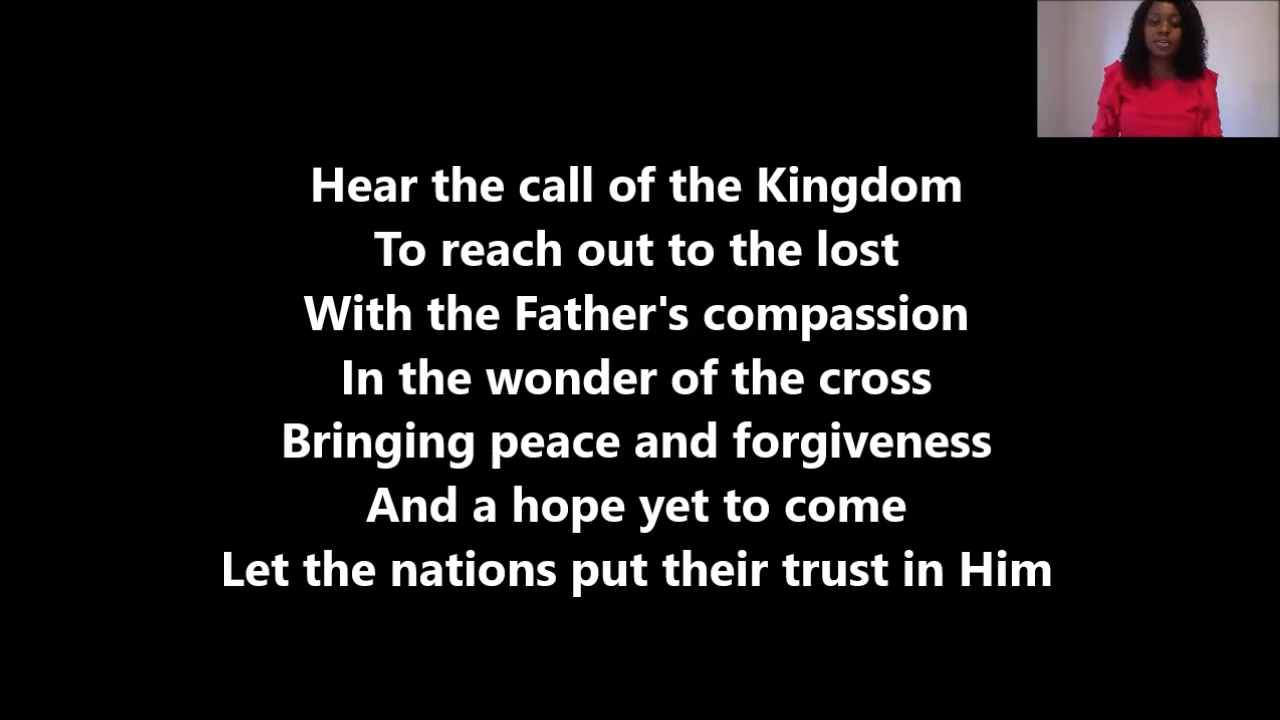 Hear the call of the Kingdom
To reach out to the lost
With the Father's compassion
In the wonder of the cross
Bringing peace and forgiveness
And a hope yet to come
Let the nations put their trust in Him